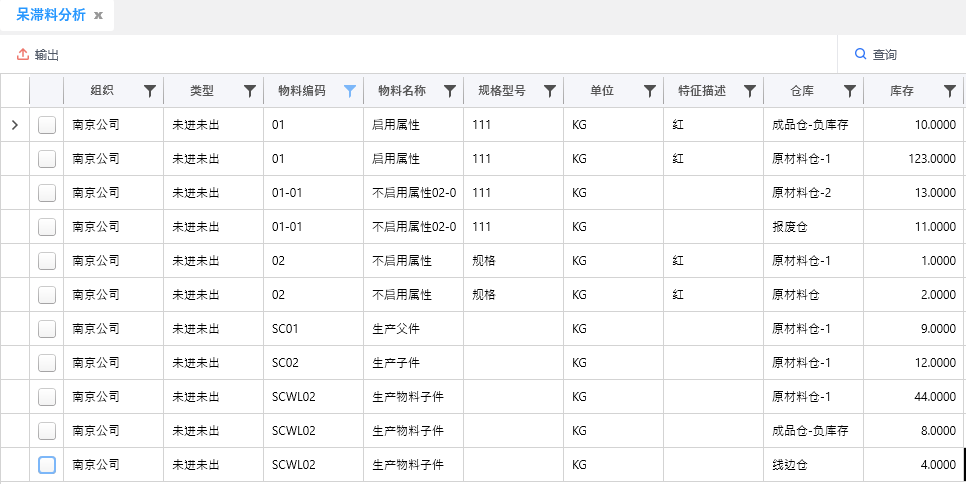 呆滞料分析 x
输出 查询
组织 类型 物料编码 物料名称 规格型号 单位 特征描述 仓库 库存
南京公司 未进未出 01 启用属性 111 KG 红 成品仓-负库存 10.0000
南京公司 未进未出 01 启用属性 111 KG 红 原材料仓-1 123.0000
南京公司 未进未出 01-01 不启用属性02-0 111 KG 原材料仓-2 13.0000
南京公司 未进未出 01-01 不启用属性02-0 111 KG 报废仓 11.0000
南京公司 未进未出 02 不启用属性 规格 KG 红 原材料仓-1 1.0000
南京公司 未进未出 02 不启用属性 规格 KG 红 原材料仓 2.0000
南京公司 未进未出 SC01 生产父件 KG 原材料仓-1 9.0000
南京公司 未进未出 SC02 生产子件 KG 原材料仓-1 12.0000
南京公司 未进未出 SCWL02 生产物料子件 KG 原材料仓-1 44.0000
南京公司 未进未出 SCWL02 生产物料子件 KG 成品仓-负库存 8.0000
南京公司 未进未出 SCWL02 生产物料子件 KG 线边仓 4.0000